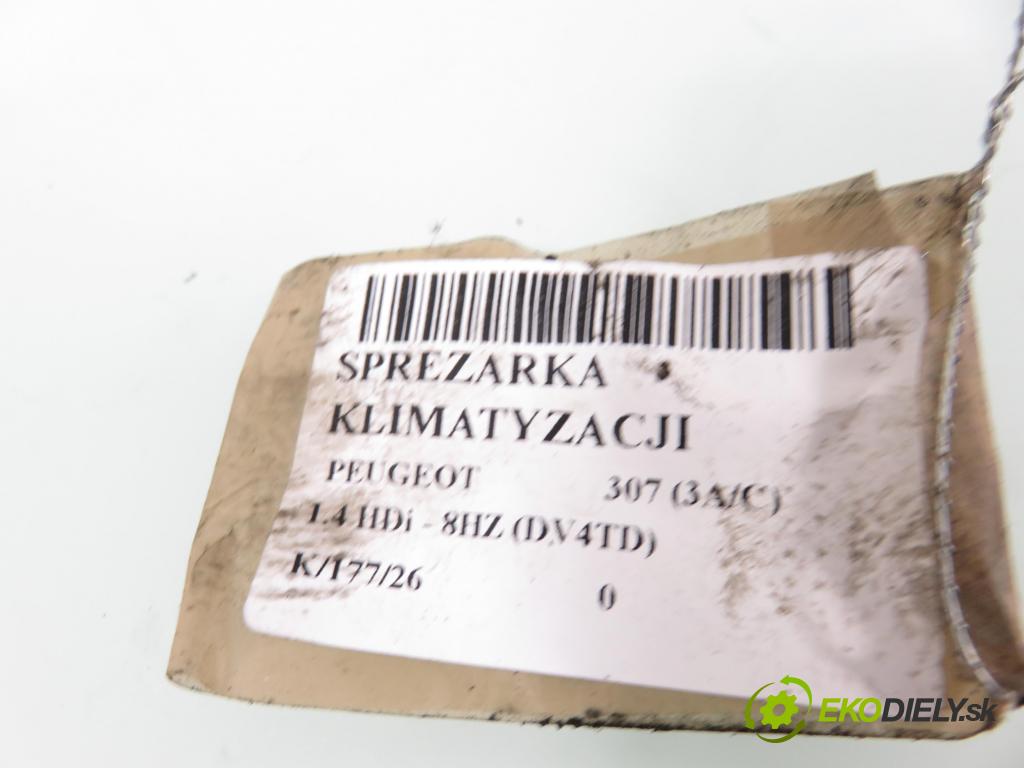 SPREZARKA
KLIMATYZACJI
PEUGEOT 307 (3A/C)
1.4 HDi - 8HZ (DV4TD)
K/177/26 0
EKODIELY.sk